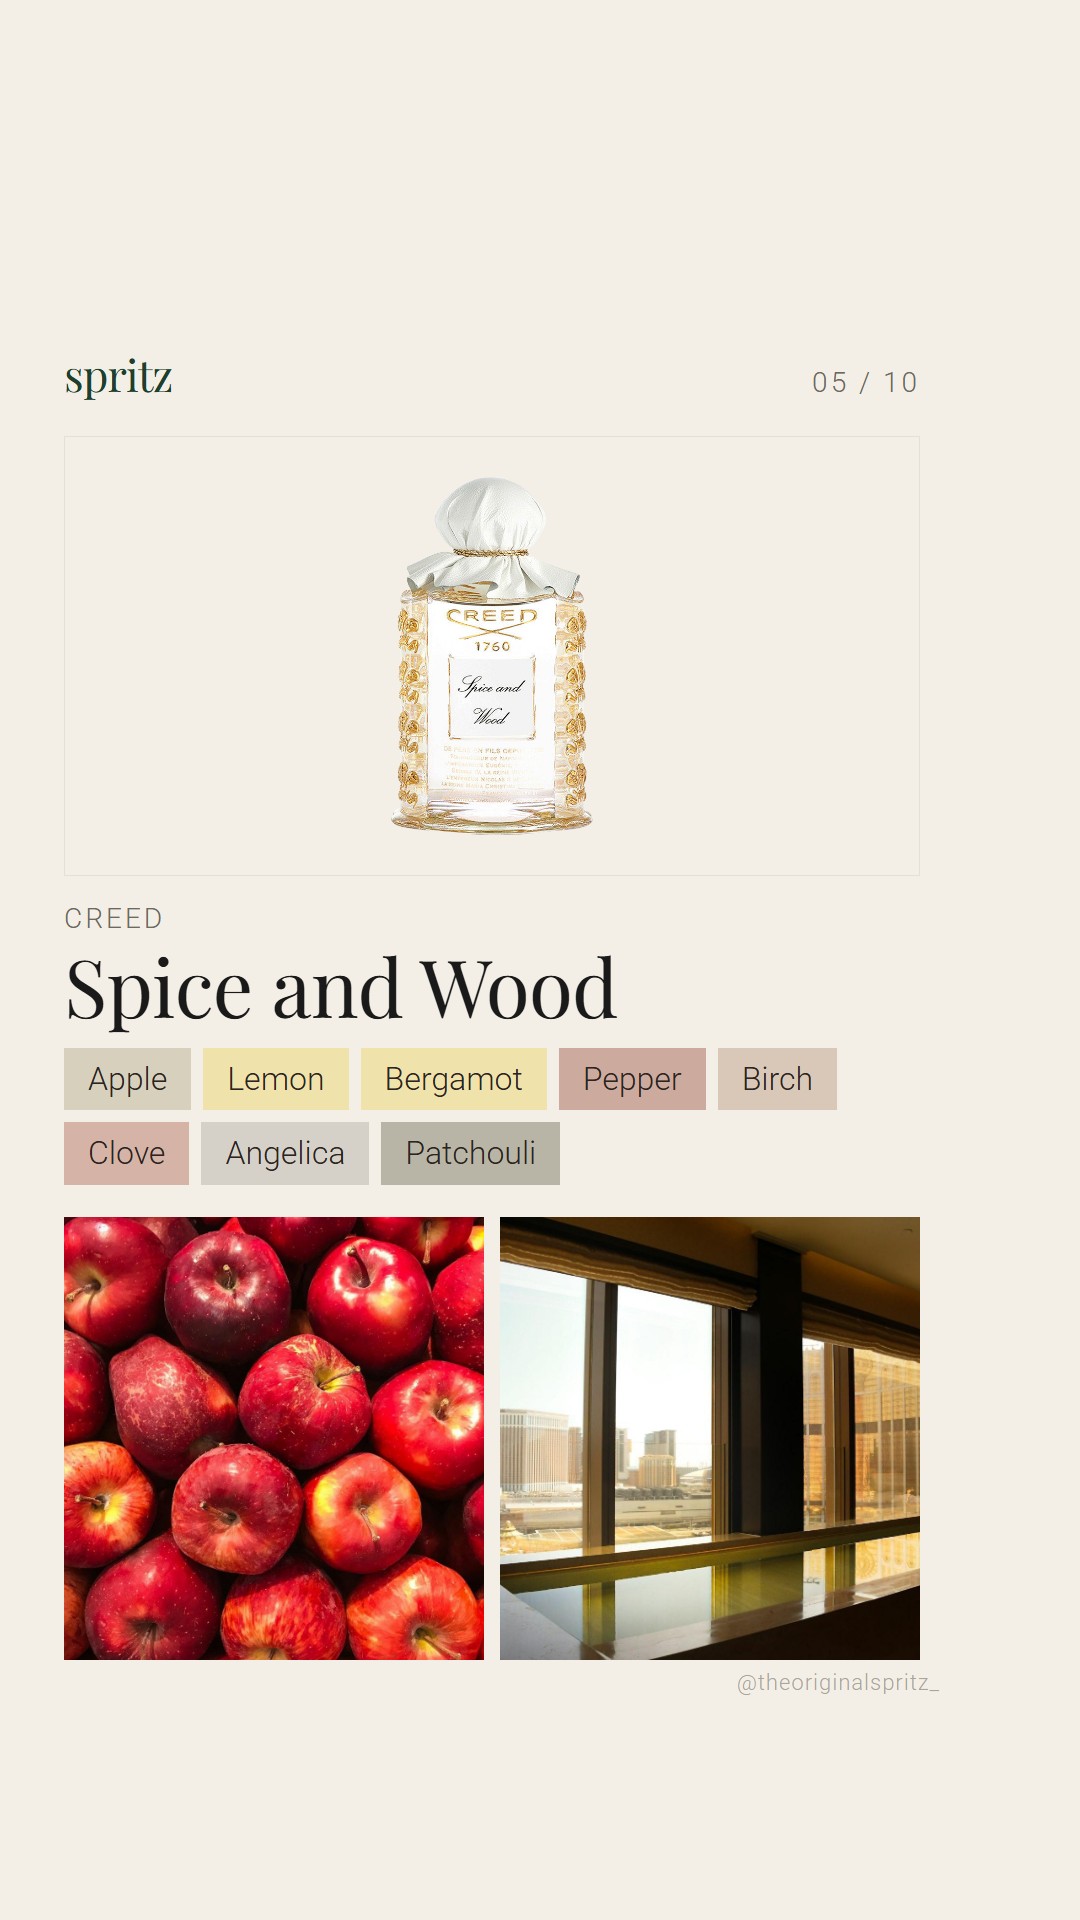 spritz
05 / 10
CREED
1760
Spice and
Wood
CREED
Spice and Wood
Apple Lemon Bergamot Pepper Birch
Clove Angelica Patchouli
@theoriginalspritz_